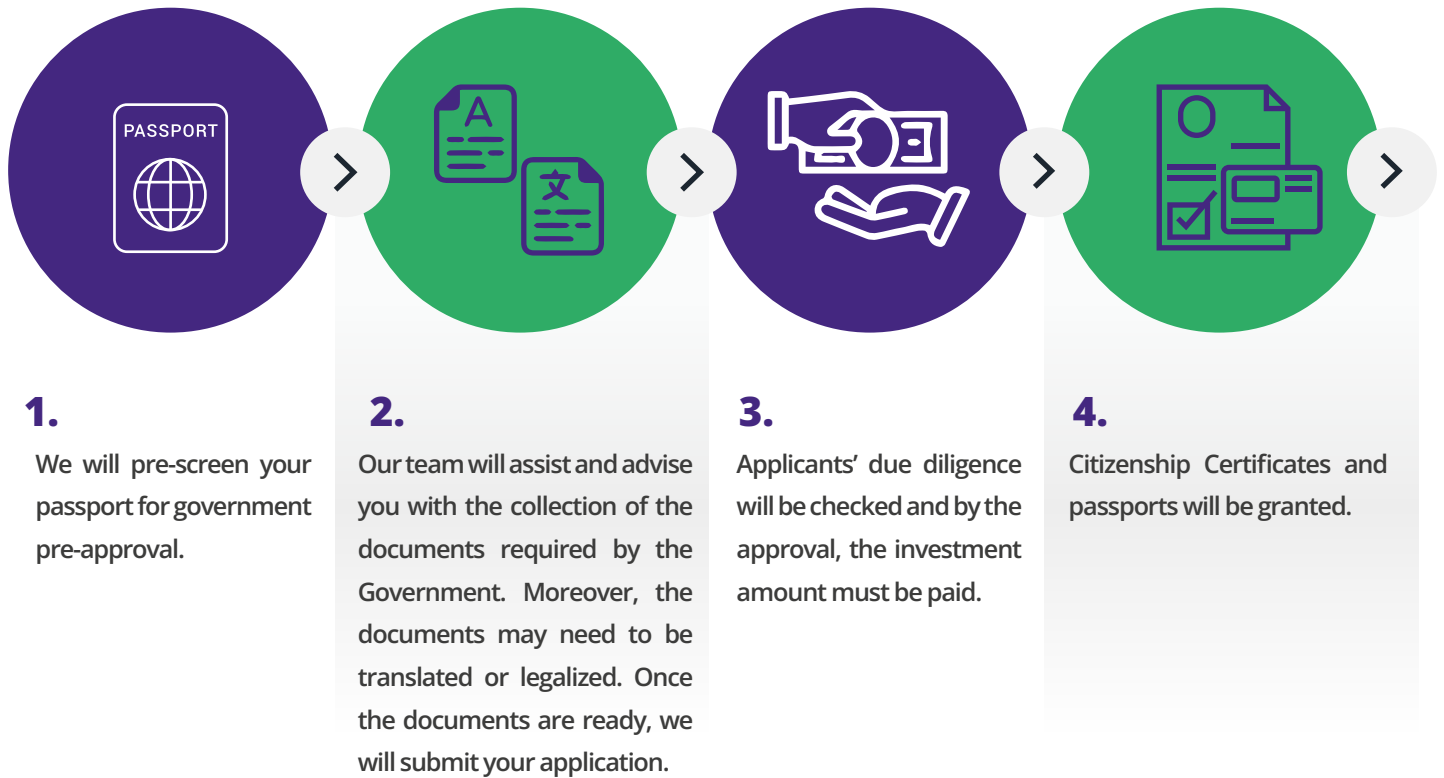 PASSPORT
A
文
1.
We will pre-screen your
passport for government
pre-approval.
2.
Our team will assist and advise
you with the collection of the
documents required by the
Government. Moreover, the
documents may need to be
translated or legalized. Once
the documents are ready, we
will submit your application.
3.
Applicants’ due diligence
will be checked and by the
approval, the investment
amount must be paid.
4.
Citizenship Certificates and
passports will be granted.